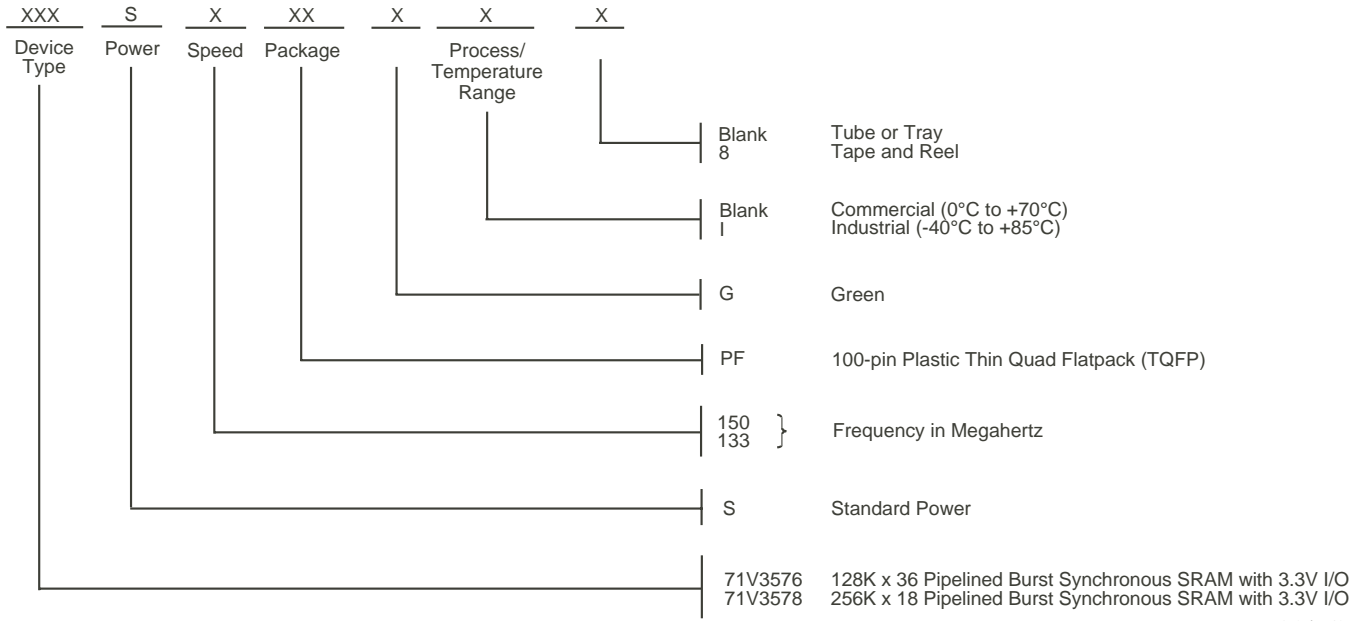 XXX S X XX X X X
Device Type Power Speed Package Process/
Temperature
Range
Blank Tube or Tray
8 Tape and Reel
Blank Commercial (0°C to +70°C)
I Industrial (-40°C to +85°C)
G Green
PF 100-pin Plastic Thin Quad Flatpack (TQFP)
150
133 } Frequency in Megahertz
S Standard Power
71V3576 128K x 36 Pipelined Burst Synchronous SRAM with 3.3V I/O
71V3578 256K x 18 Pipelined Burst Synchronous SRAM with 3.3V I/O